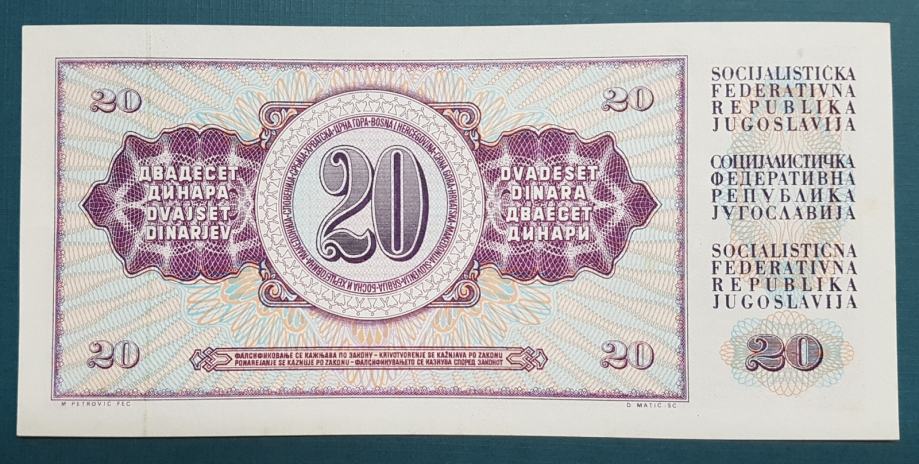 20
20
ДВАДЕСЕТ
ДИНАРА
DVAJSET
DINARJEV
20
DVADESET
DINARA
ДВАЕСЕТ
ДИНАРИ
20
20
ФАЛСИФИКОВАЊЕ СЕ КАЖЊАВА ПО ЗАКОНУ - KRIVOTVORENJE SE KAŽNJAVA PO ZAKONU
PONAREJANJE SE KAZNUJE PO ZAKONU - ФАЛСИФИКУВАЊЕТО СЕ КАЗНУВА СПОРЕД ЗАКОНОТ
M PETROVIĆ FEC
D MATIĆ SC
SOCIJALISTIČKA
FEDERATIVNA
REPUBLIKA
JUGOSLAVIJA
СОЦИЈАЛИСТИЧКА
ФЕДЕРАТИВНА
РЕПУБЛИКА
ЈУГОСЛАВИЈА
SOCIALISTIČNA
FEDERATIVNA
REPUBLIKA
JUGOSLAVIJA
20